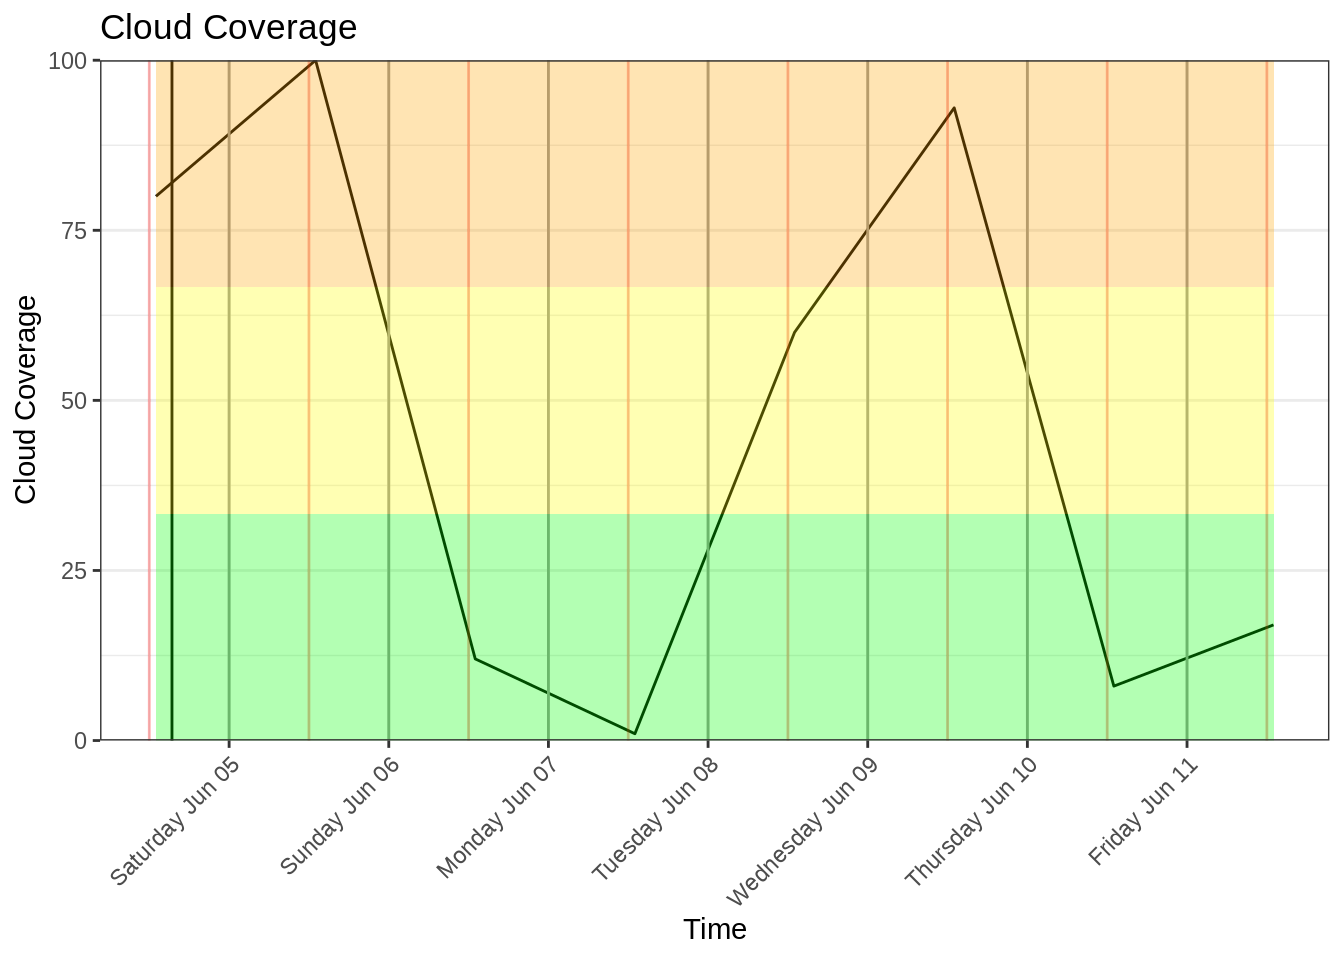 Cloud Coverage
100
75
50
25
0
Cloud Coverage
Saturday Jun 05
Sunday Jun 06
Monday Jun 07
Tuesday Jun 08
Wednesday Jun 09
Thursday Jun 10
Friday Jun 11
Time